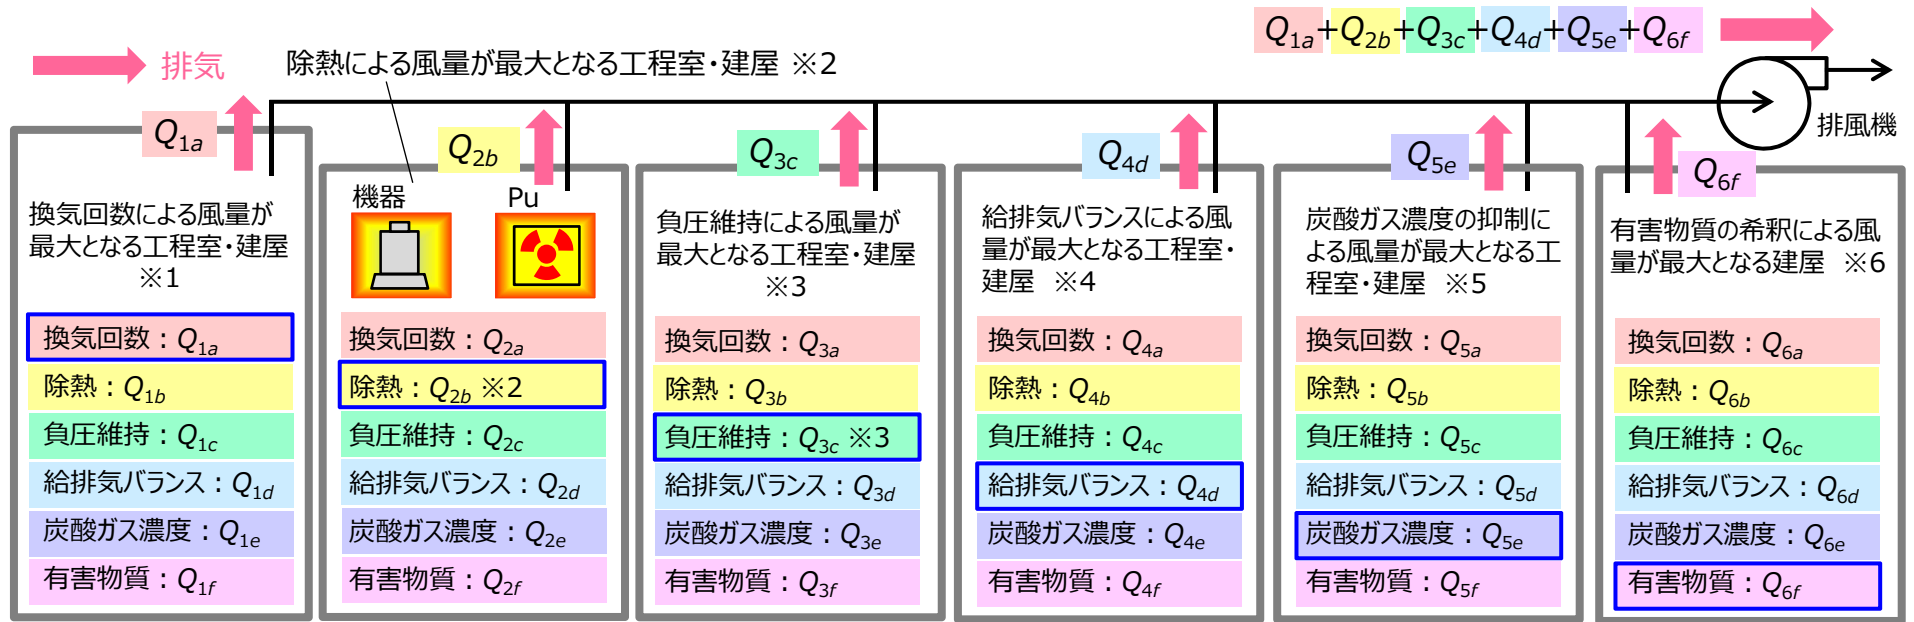 Q1a+Q2b+Q3c+Q4d+Q5e+Q6f
排気
除熱による風量が最大となる工程室・建屋 ※2
排風機
Q1a
換気回数による風量が
最大となる工程室・建屋
※1
換気回数：Q1a
除熱：Q1b
負圧維持：Q1c
給排気バランス：Q1d
炭酸ガス濃度：Q1e
有害物質：Q1f
Q2b
機器
Pu
換気回数：Q2a
除熱：Q2b ※2
負圧維持：Q2c
給排気バランス：Q2d
炭酸ガス濃度：Q2e
有害物質：Q2f
Q3c
負圧維持による風量が
最大となる工程室・建屋
※3
換気回数：Q3a
除熱：Q3b
負圧維持：Q3c ※3
給排気バランス：Q3d
炭酸ガス濃度：Q3e
有害物質：Q3f
Q4d
給排気バランスによる風
量が最大となる工程室・
建屋 ※4
換気回数：Q4a
除熱：Q4b
負圧維持：Q4c
給排気バランス：Q4d
炭酸ガス濃度：Q4e
有害物質：Q4f
Q5e
炭酸ガス濃度の抑制に
よる風量が最大となる工
程室・建屋 ※5
換気回数：Q5a
除熱：Q5b
負圧維持：Q5c
給排気バランス：Q5d
炭酸ガス濃度：Q5e
有害物質：Q5f
Q6f
有害物質の希釈による風
量が最大となる建屋 ※6
換気回数：Q6a
除熱：Q6b
負圧維持：Q6c
給排気バランス：Q6d
炭酸ガス濃度：Q6e
有害物質：Q6f